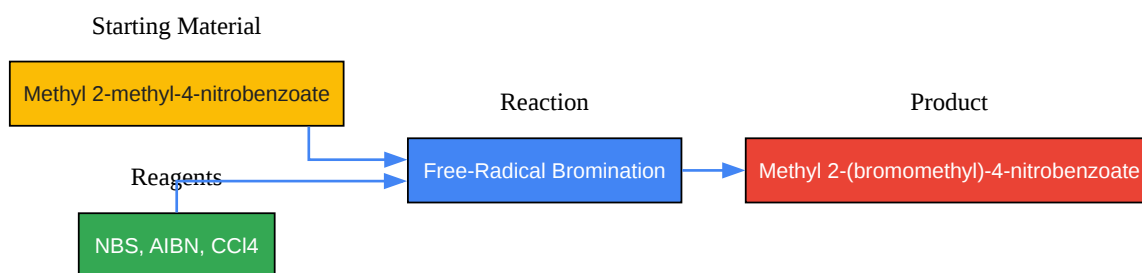 Starting Material
Methyl 2-methyl-4-nitrobenzoate
Reagents
NBS, AIBN, CCl4
Reaction
Free-Radical Bromination
Product
Methyl 2-(bromomethyl)-4-nitrobenzoate